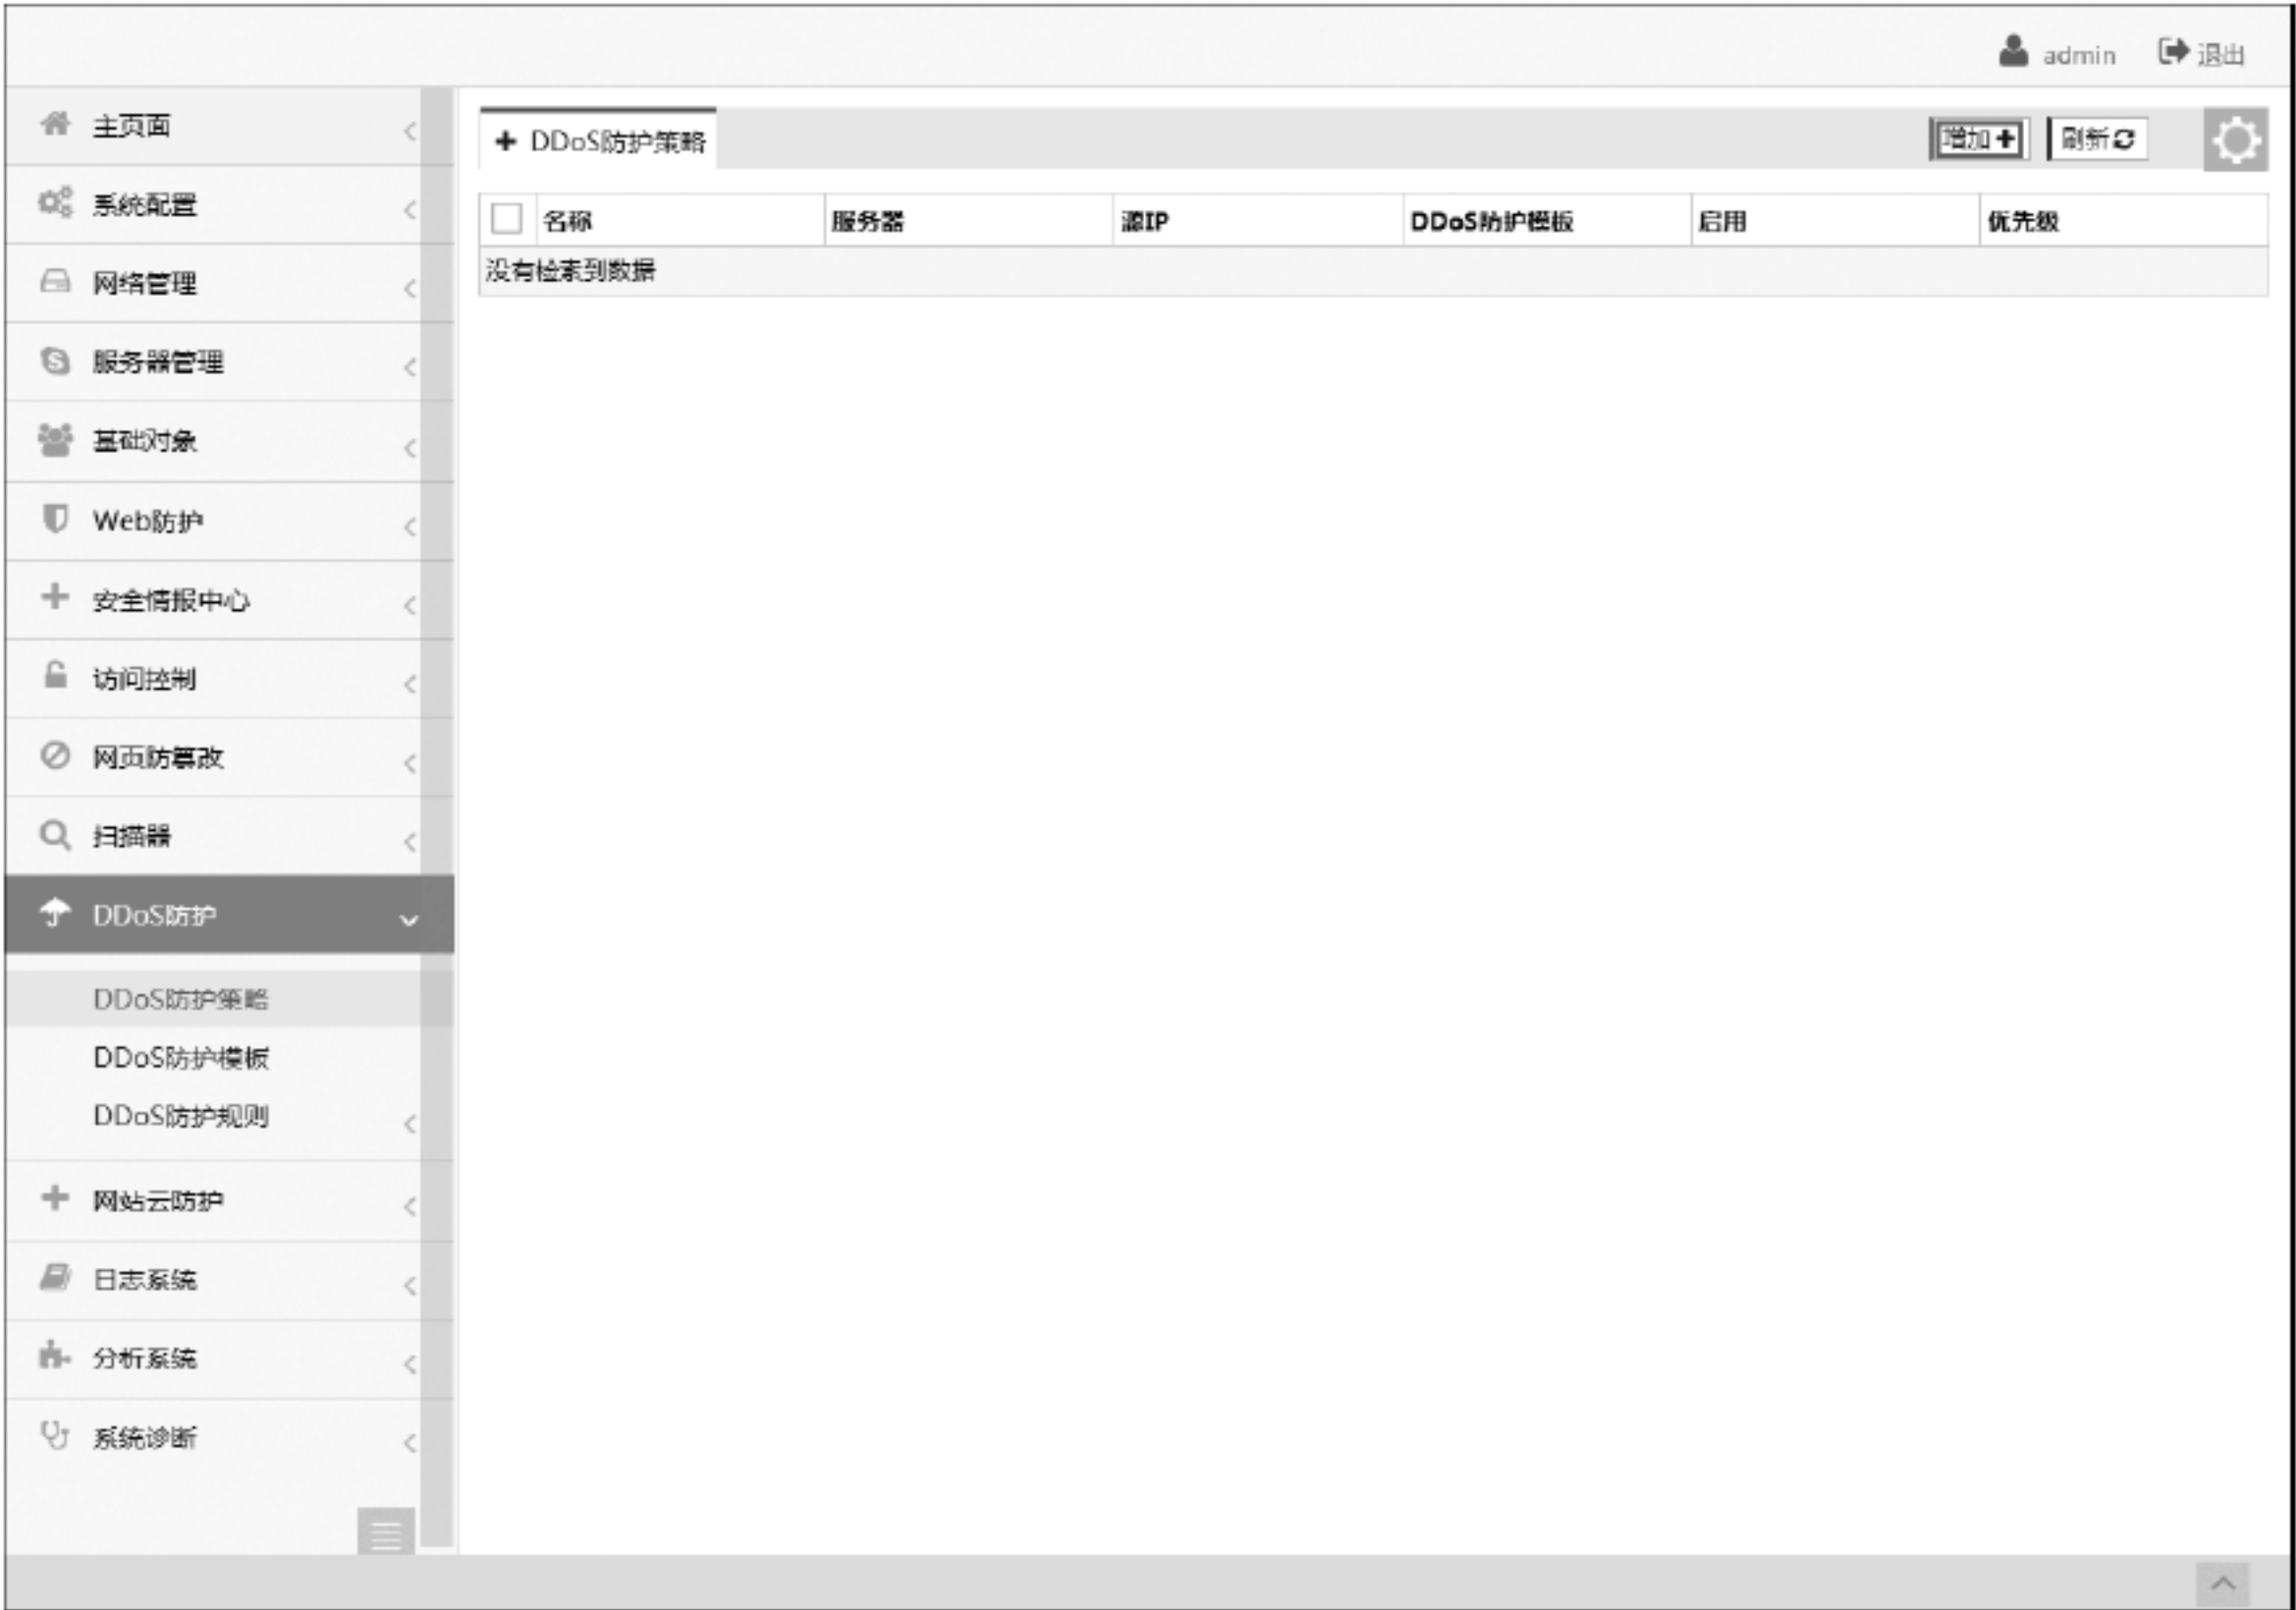 admin 退出
主页面
系统配置
网络管理
服务器管理
基础对象
Web防护
安全情报中心
访问控制
网页防篡改
扫描器
DDoS防护
DDoS防护策略
DDoS防护模板
DDoS防护规则
网站云防护
日志系统
分析系统
系统诊断
DDoS防护策略 增加 刷新
名称 服务器 源IP DDoS防护模板 启用 优先级
没有检索到数据